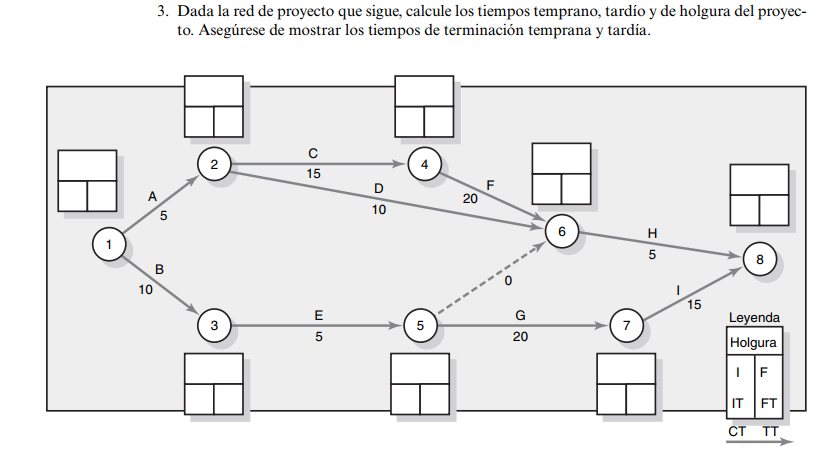 3. Dada la red de proyecto que sigue, calcule los tiempos temprano, tardío y de holgura del proyec-
to. Asegúrese de mostrar los tiempos de terminación temprana y tardía.
2
C
15
4
A
5
D
10
F
20
1
6
H
5
8
B
10
0
I
15
3
E
5
5
G
20
7
Leyenda
Holgura
I F
IT FT
CT TT